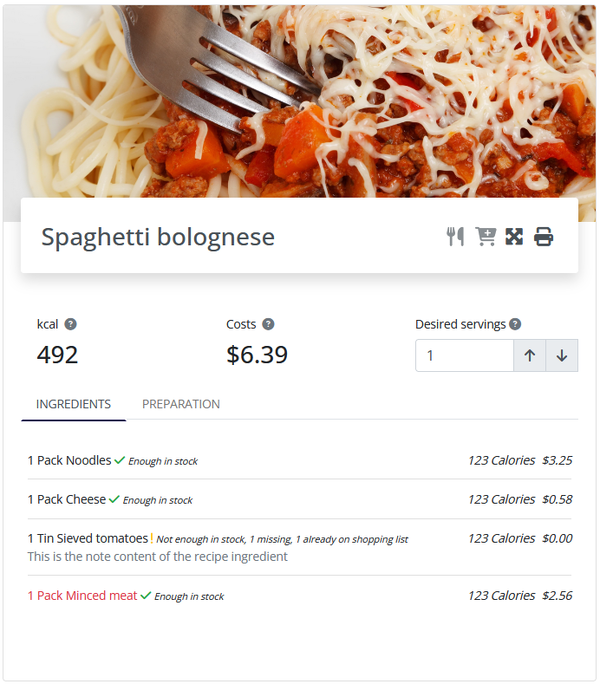 Spaghetti bolognese
kcal
Costs
Desired servings
492
$6.39
1
INGREDIENTS
PREPARATION
1 Pack Noodles Enough in stock 123 Calories $3.25
1 Pack Cheese Enough in stock 123 Calories $0.58
1 Tin Sieved tomatoes ! Not enough in stock, 1 missing, 1 already on shopping list 123 Calories $0.00
This is the note content of the recipe ingredient
1 Pack Minced meat Enough in stock 123 Calories $2.56